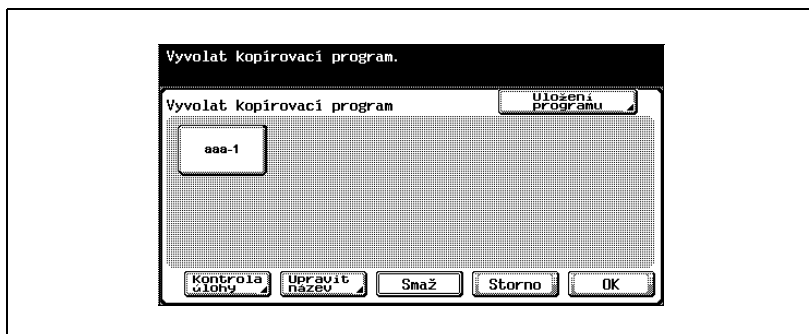 Vyvolat kopírovací program.
Vyvolat kopírovací program
Uložení
programu
aaa-1
Kontrola
úlohy
Upravit
název
Smaž
Storno
OK